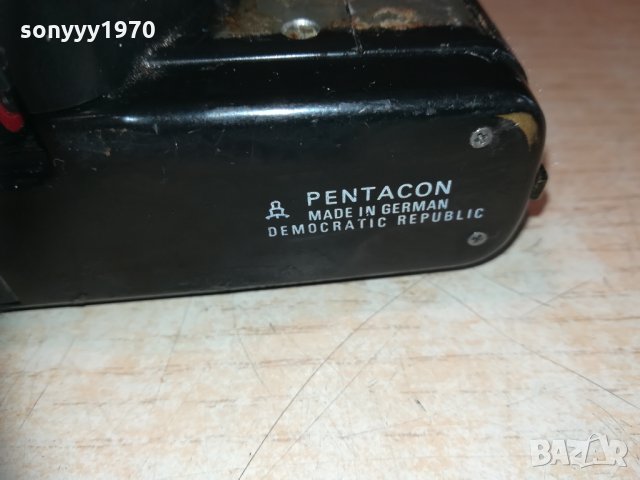 sonyyy1970
PENTACON
MADE IN GERMAN
DEMOCRATIC REPUBLIC
BAZAR